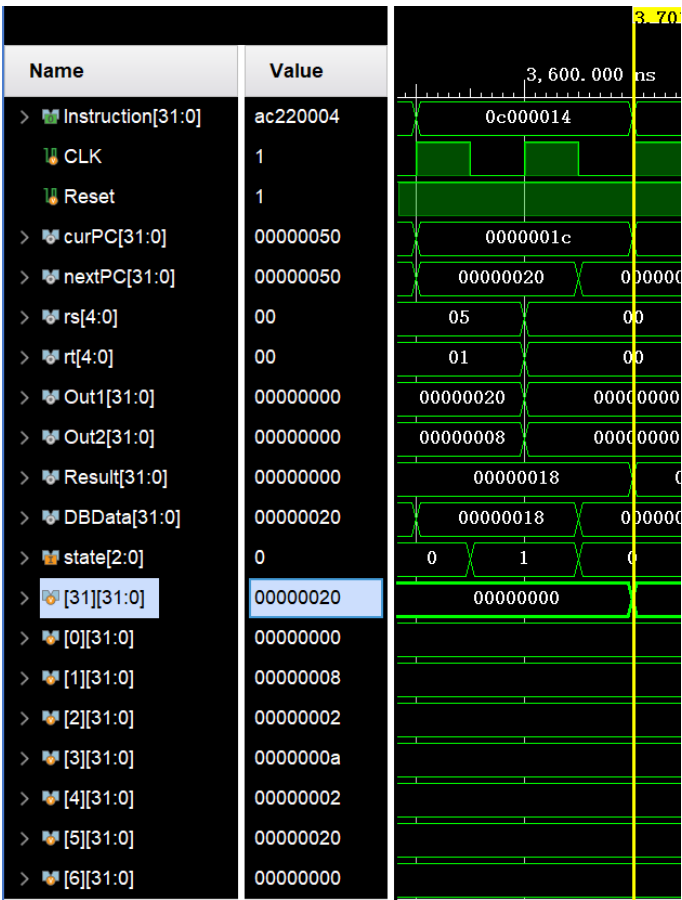 3,70
Name Value 3,600.000 ns
Instruction[31:0] ac220004 0c000014
CLK 1
Reset 1
curPC[31:0] 00000050 0000001c
nextPC[31:0] 00000050 00000020 000000
rs[4:0] 00 05 00
rt[4:0] 00 01 00
Out1[31:0] 00000000 00000020 00000000
Out2[31:0] 00000000 00000008 00000000
Result[31:0] 00000000 00000018
DBData[31:0] 00000020 00000018 000000
state[2:0] 0 0 1 0
[31][31:0] 00000020 00000000
[0][31:0] 00000000
[1][31:0] 00000008
[2][31:0] 00000002
[3][31:0] 0000000a
[4][31:0] 00000002
[5][31:0] 00000020
[6][31:0] 00000000